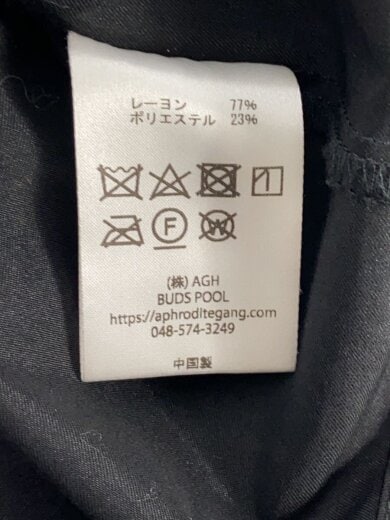 レーヨン 77%
ポリエステル 23%
F
W
(株) AGH
BUDS POOL
https://aphroditegang.com
048-574-3249
中国製